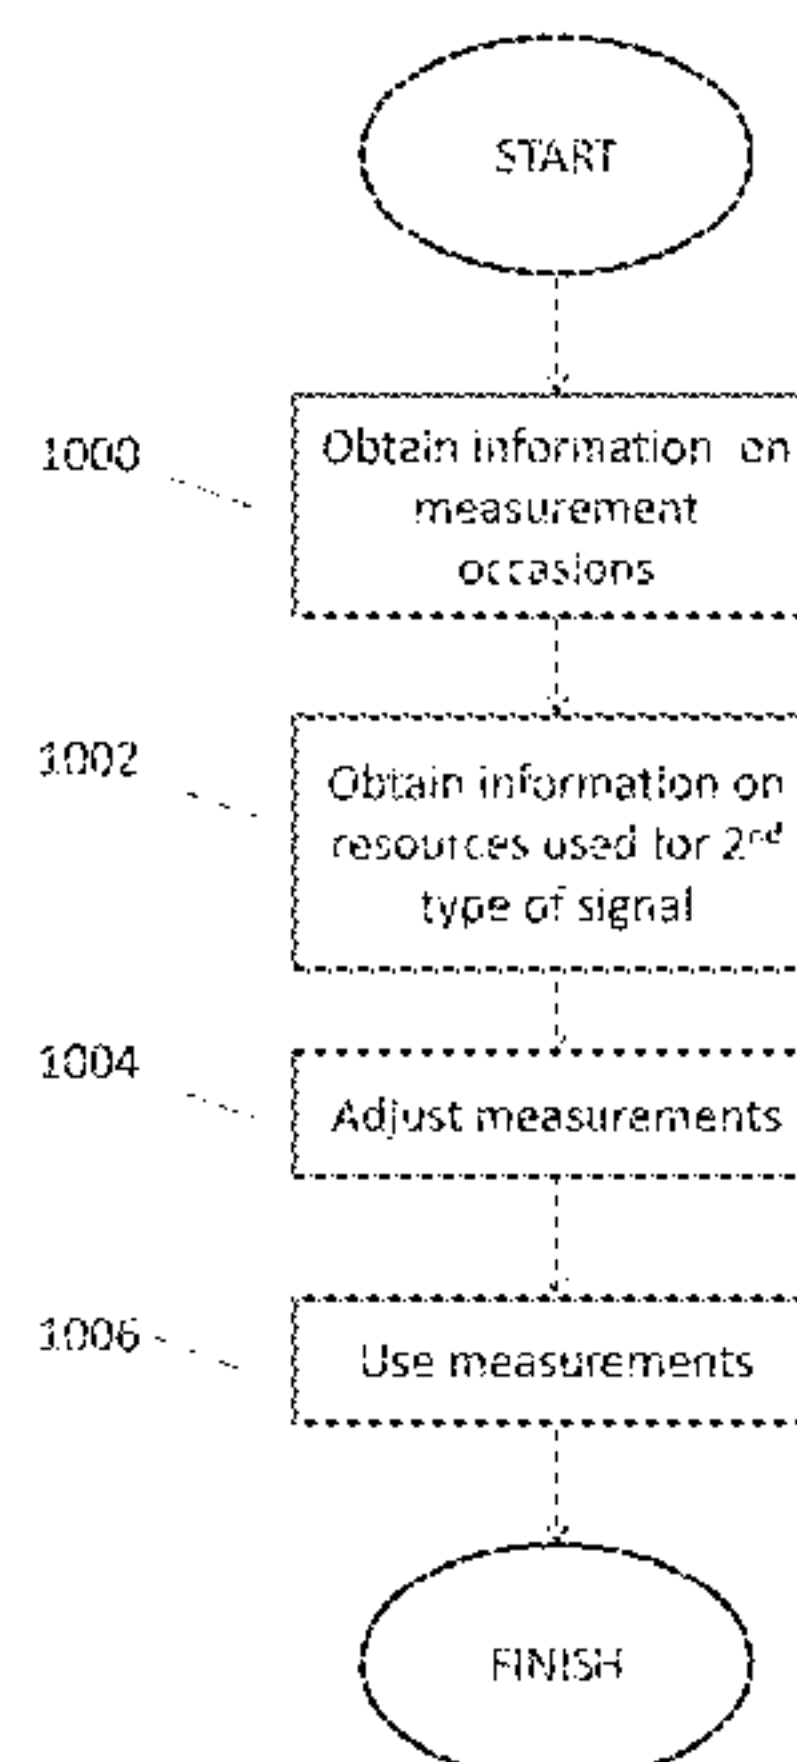 START
1000
Obtain information on
measurement
occasions
1002
Obtain information on
resources used for 2nd
type of signal
1004
Adjust measurements
1006
Use measurements
FINISH